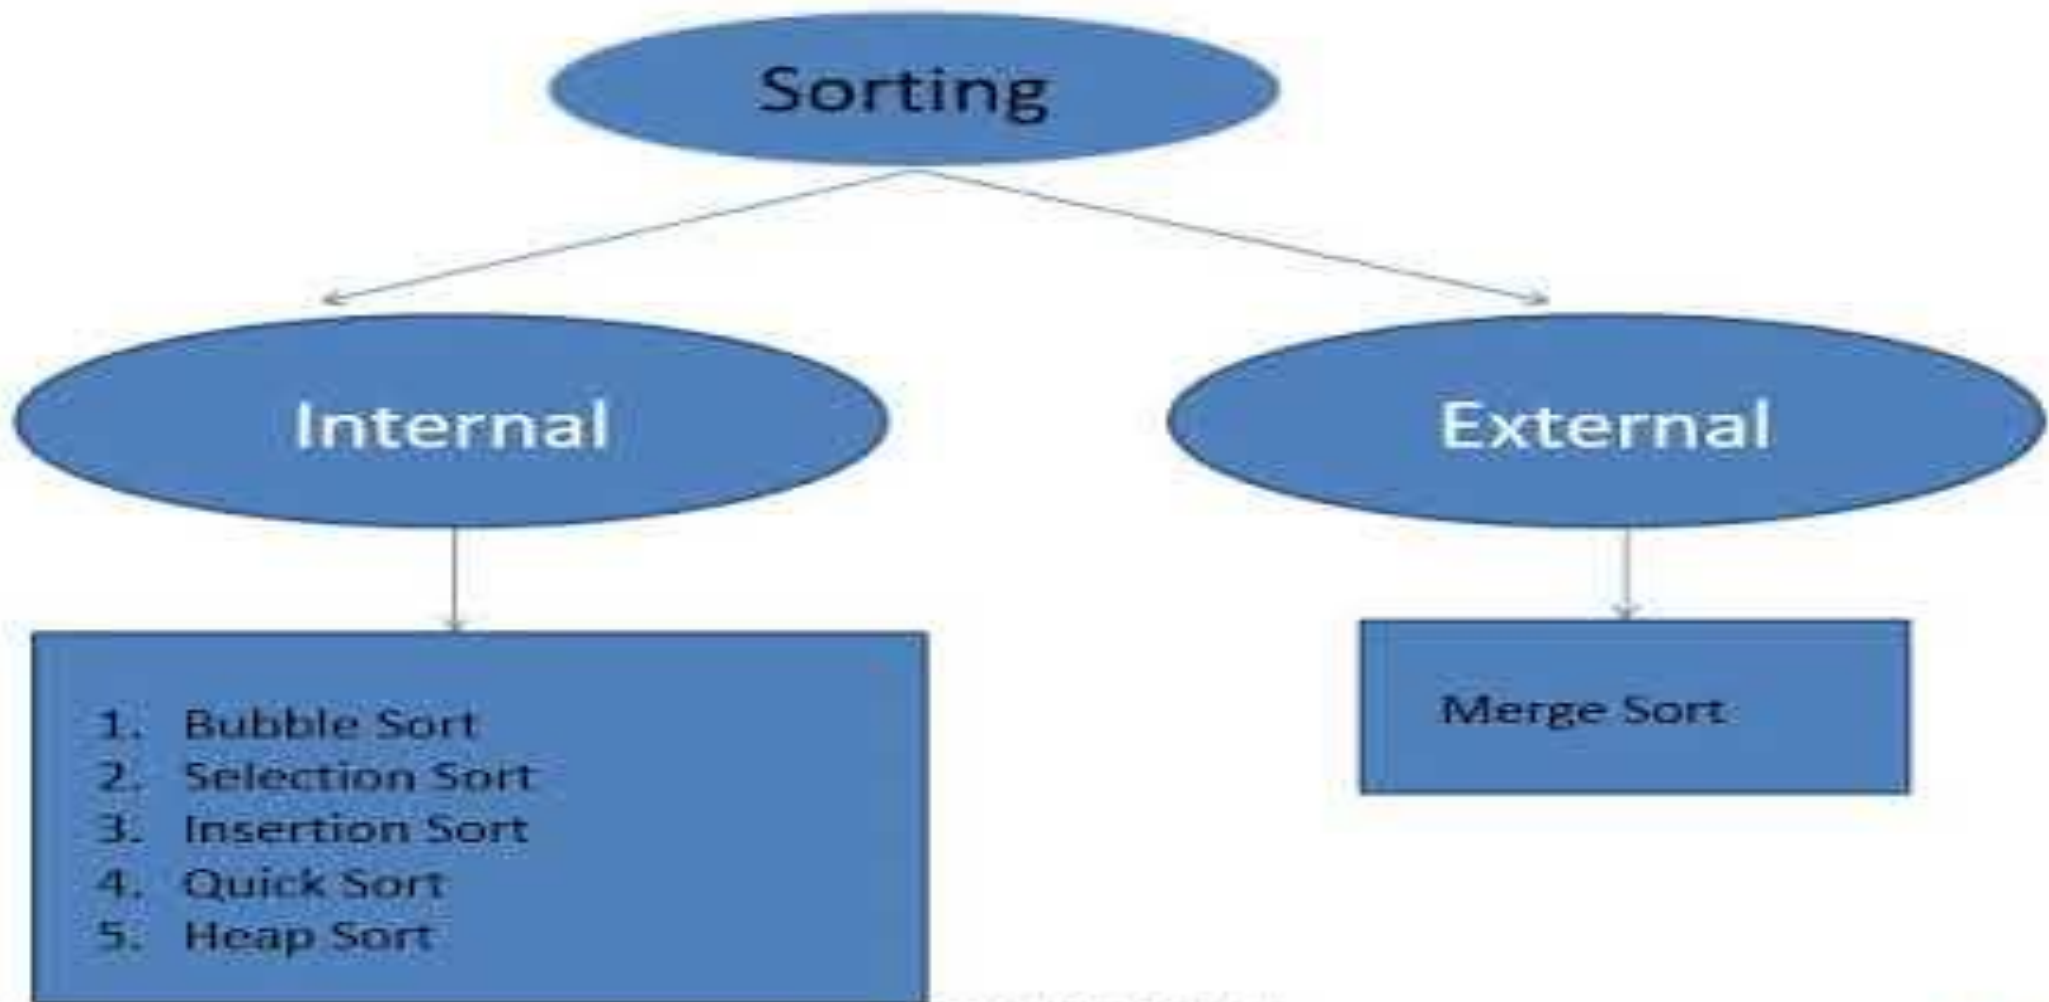 Sorting
Internal
External
1. Bubble Sort
2. Selection Sort
3. Insertion Sort
4. Quick Sort
5. Heap Sort
Merge Sort